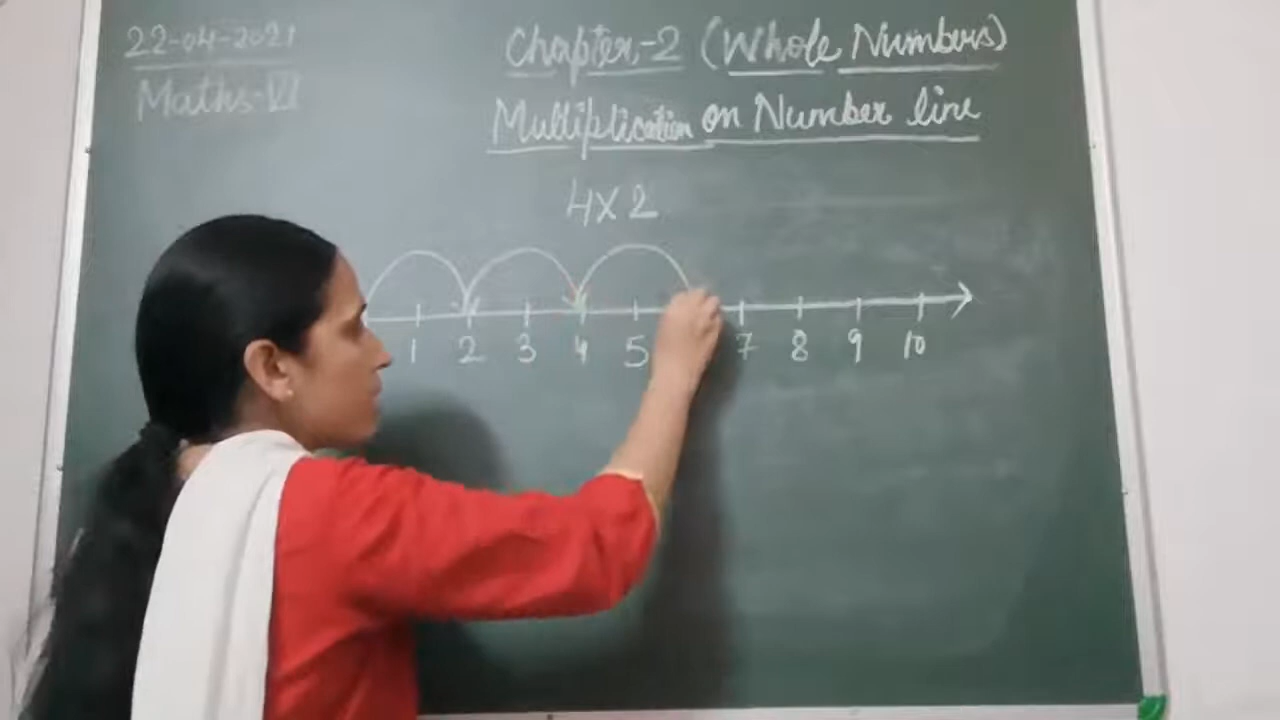 22-04-2021
Maths-VI
Chapter-2 (Whole Numbers)
Multiplication on Number line
4X2
1 2 3 4 5 7 8 9 10